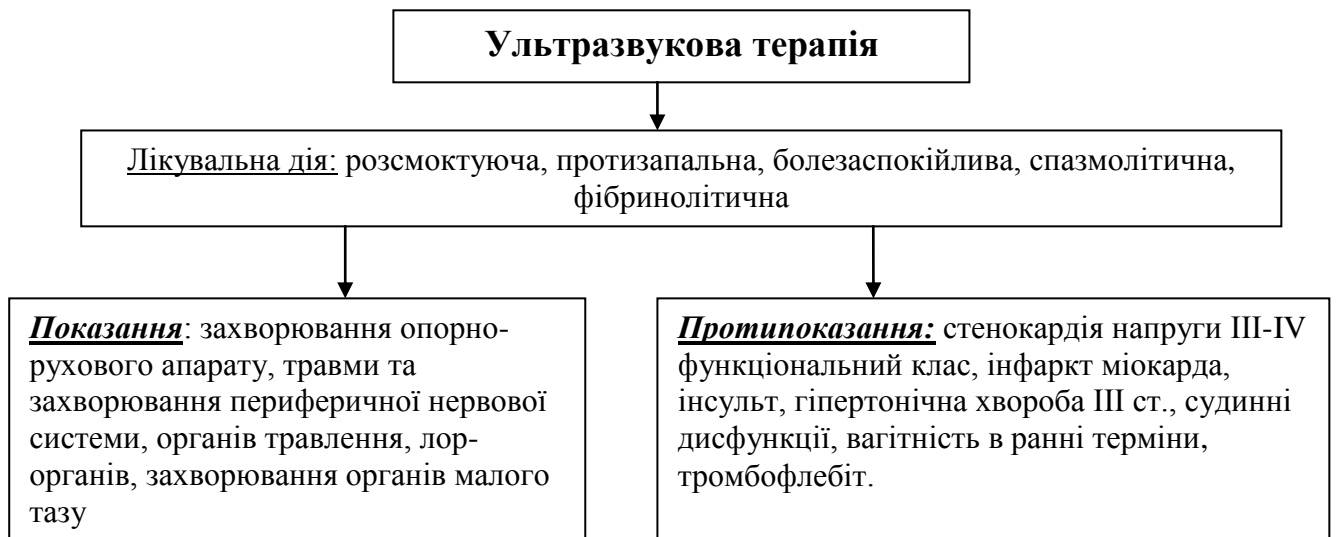 Ультразвукова терапія
Лікувальна дія: розсмоктуюча, протизапальна, болезаспокійлива, спазмолітична,
фібринолітична
Показання: захворювання опорно-
рухового апарату, травми та
захворювання периферичної нервової
системи, органів травлення, лор-
органів, захворювання органів малого
тазу
Протипоказання: стенокардія напруги III-IV
функціональний клас, інфаркт міокарда,
інсульт, гіпертонічна хвороба III ст., судинні
дисфункції, вагітність в ранні терміни,
тромбофлебіт.